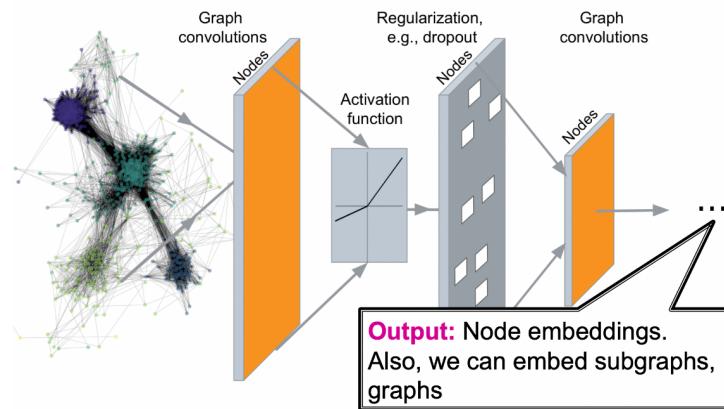 Graph
convolutions
Regularization,
e.g., dropout
Graph
convolutions
Nodes
Activation
function
Nodes
Nodes
...
Output: Node embeddings.
Also, we can embed subgraphs,
graphs